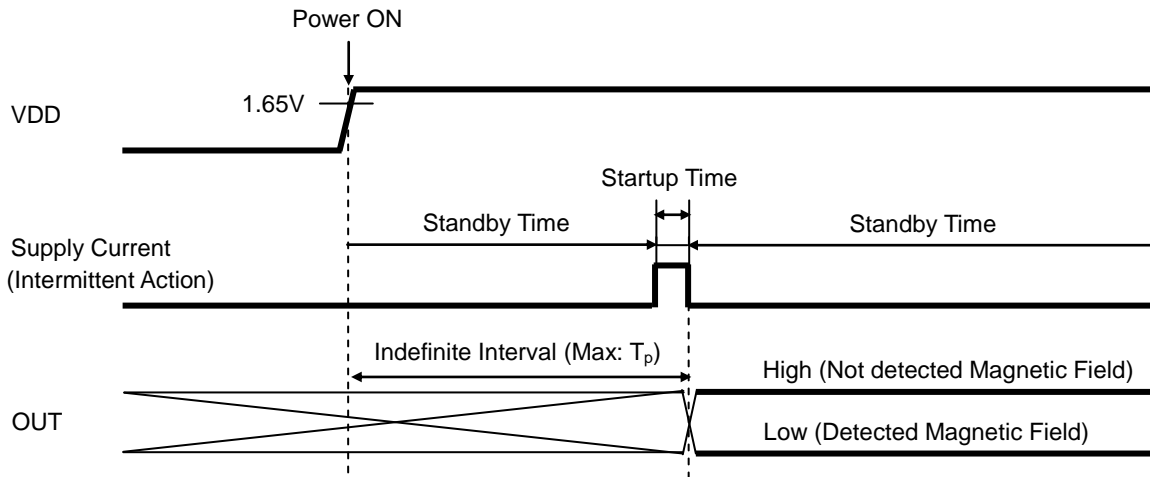 Power ON
1.65V
VDD
Startup Time
Standby Time
Standby Time
Supply Current
(Intermittent Action)
Indefinite Interval (Max: Tp)
High (Not detected Magnetic Field)
OUT
Low (Detected Magnetic Field)